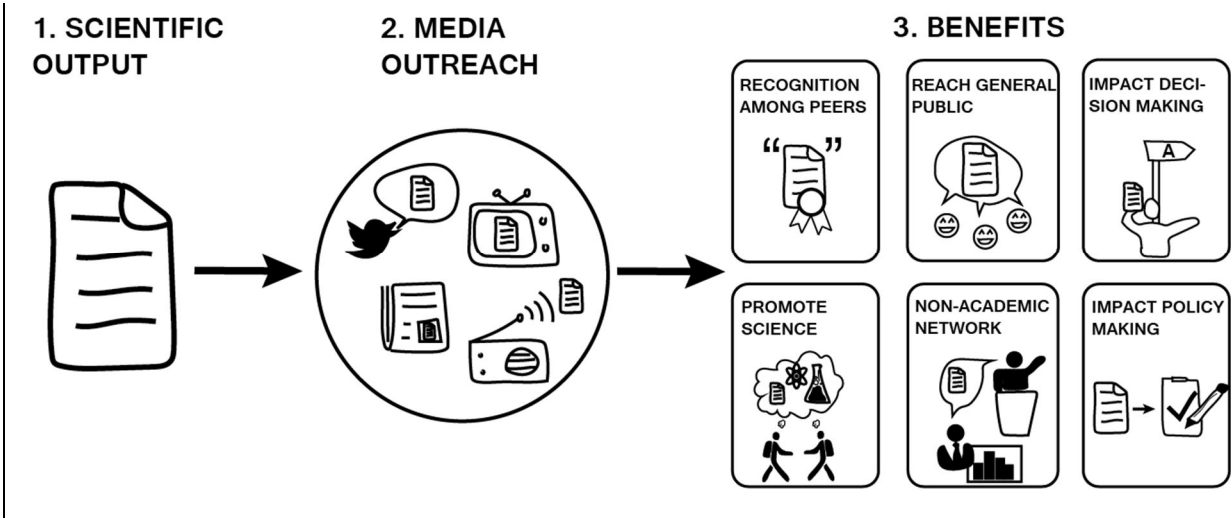 1. SCIENTIFIC
OUTPUT
2. MEDIA
OUTREACH
3. BENEFITS
RECOGNITION
AMONG PEERS
“ ”
REACH GENERAL
PUBLIC
IMPACT DECI-
SION MAKING
A
PROMOTE
SCIENCE
NON-ACADEMIC
NETWORK
IMPACT POLICY
MAKING